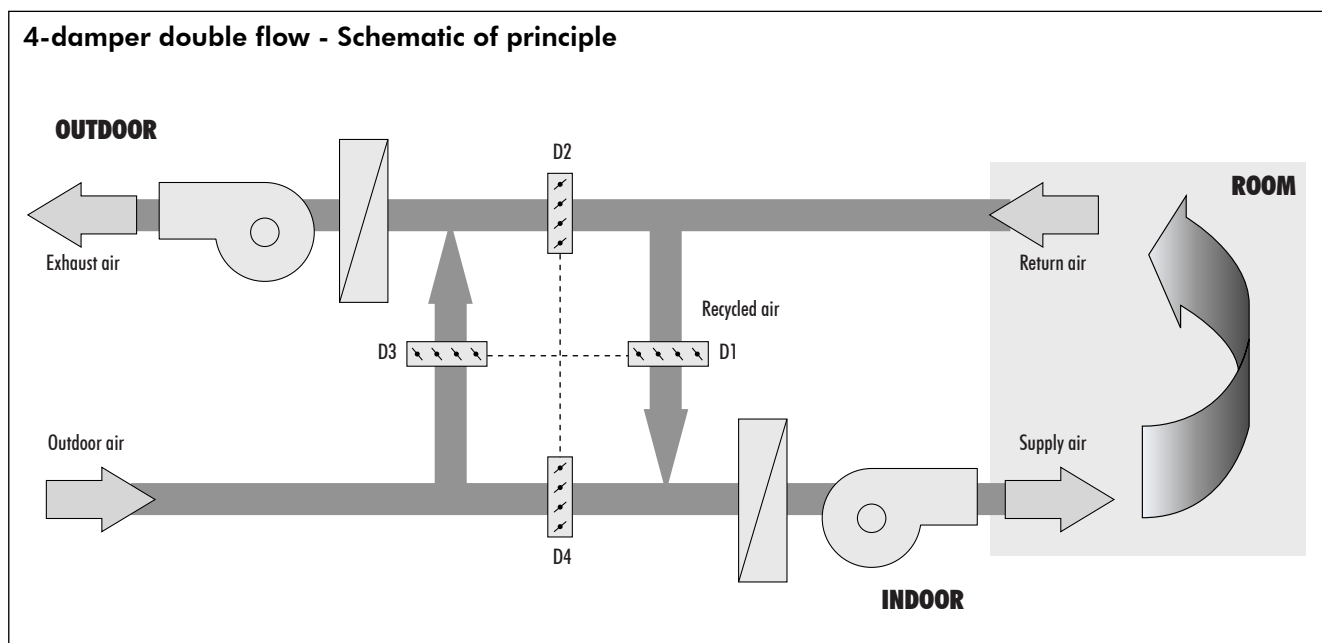 4-damper double flow - Schematic of principle
OUTDOOR
D2
ROOM
Exhaust air
Return air
Recycled air
D3
D1
Outdoor air
Supply air
D4
INDOOR